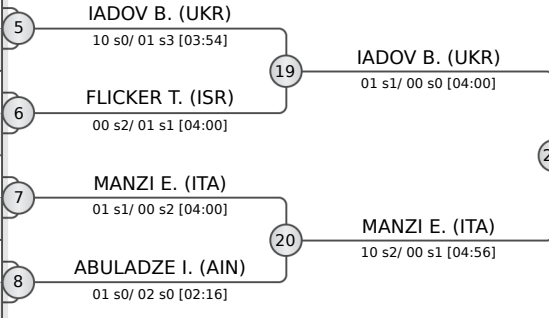 5
IADOV B. (UKR)
10 s0/ 01 s3 [03:54]
19
IADOV B. (UKR)
01 s1/ 00 s0 [04:00]
6
FLICKER T. (ISR)
00 s2/ 01 s1 [04:00]
7
MANZI E. (ITA)
01 s1/ 00 s2 [04:00]
20
MANZI E. (ITA)
10 s2/ 00 s1 [04:56]
8
ABULADZE I. (AIN)
01 s0/ 02 s0 [02:16]